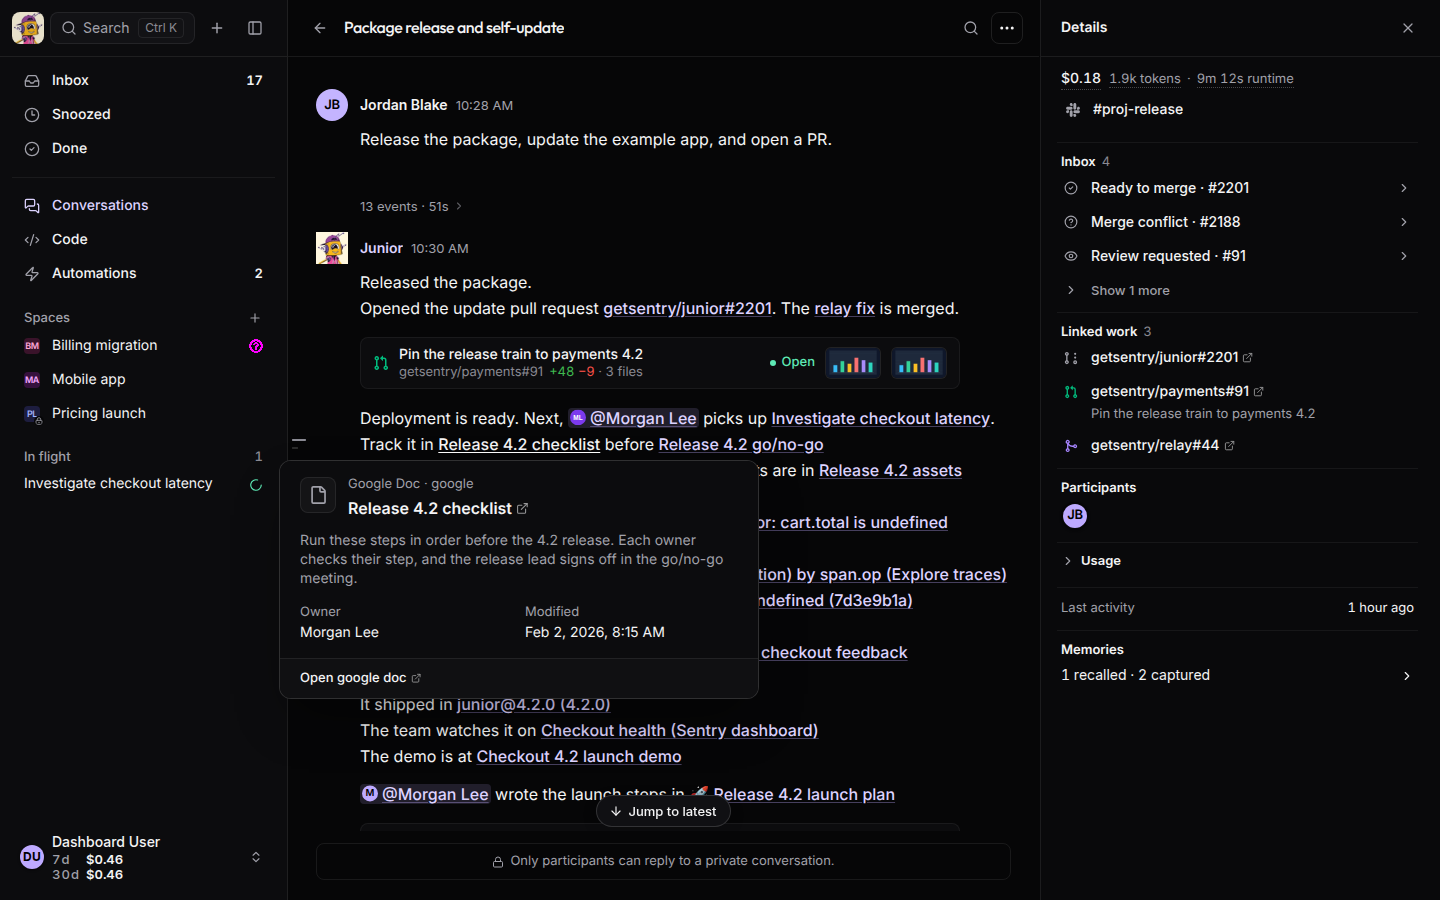 Search Ctrl K
Inbox 17
Snoozed
Done
Conversations
Code
Automations 2
Spaces
BM Billing migration
MA Mobile app
PL Pricing launch
In flight 1
Investigate checkout latency
DU Dashboard User
7d $0.46
30d $0.46
Package release and self-update
JB Jordan Blake 10:28 AM
Release the package, update the example app, and open a PR.
13 events · 51s
Junior 10:30 AM
Released the package.
Opened the update pull request getsentry/junior#2201. The relay fix is merged.
Pin the release train to payments 4.2
getsentry/payments#91 +48 −9 · 3 files
Open
Deployment is ready. Next, ML @Morgan Lee picks up Investigate checkout latency.
Track it in Release 4.2 checklist before Release 4.2 go/no-go
ts are in Release 4.2 assets
or: cart.total is undefined
tion) by span.op (Explore traces)
ndefined (7d3e9b1a)
checkout feedback
Google Doc · google
Release 4.2 checklist
Run these steps in order before the 4.2 release. Each owner
checks their step, and the release lead signs off in the go/no-go
meeting.
Owner Modified
Morgan Lee Feb 2, 2026, 8:15 AM
Open google doc
It shipped in junior@4.2.0 (4.2.0)
The team watches it on Checkout health (Sentry dashboard)
The demo is at Checkout 4.2 launch demo
M @Morgan Lee wrote the launch steps in 🚀 Release 4.2 launch plan
Jump to latest
Only participants can reply to a private conversation.
Details
$0.18 1.9k tokens · 9m 12s runtime
#proj-release
Inbox 4
Ready to merge · #2201
Merge conflict · #2188
Review requested · #91
Show 1 more
Linked work 3
getsentry/junior#2201
getsentry/payments#91
Pin the release train to payments 4.2
getsentry/relay#44
Participants
JB
Usage
Last activity 1 hour ago
Memories
1 recalled · 2 captured